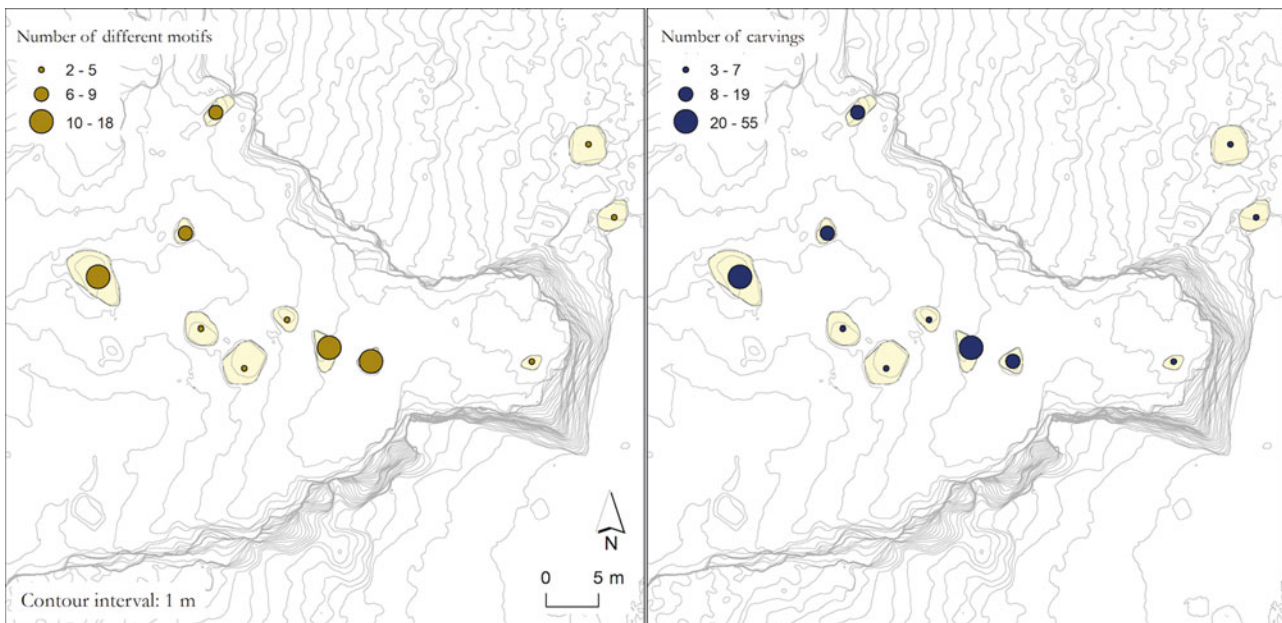 Number of different motifs
2 - 5
6 - 9
10 - 18
N
0 5 m
Contour interval: 1 m
Number of carvings
3 - 7
8 - 19
20 - 55